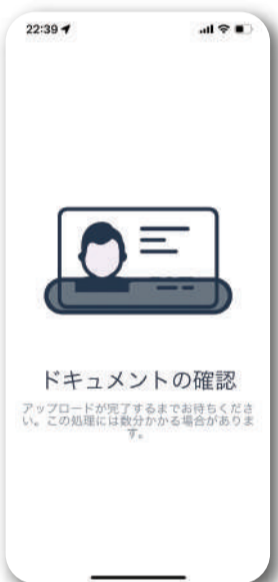 22:39
ドキュメントの確認
アップロードが完了するまでお待ちくださ
い。この処理には数分かかる場合がありま
す。